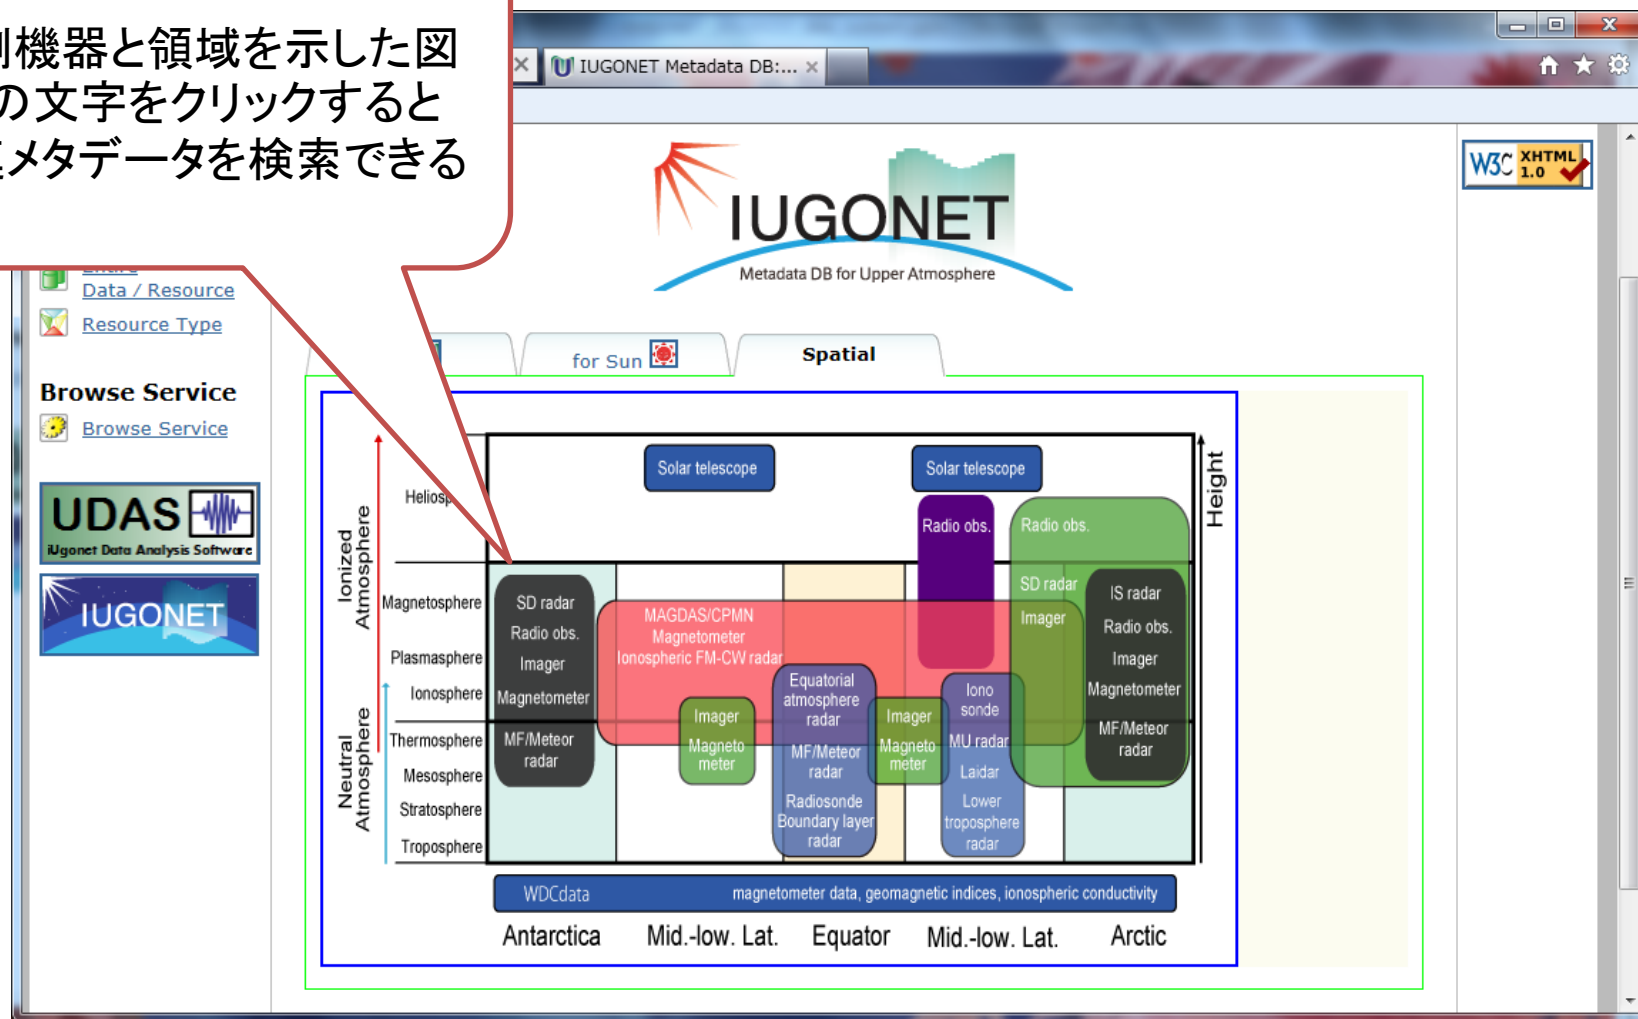 機器と領域を示した図
の文字をクリックすると
メタデータを検索できる
IUGONET Metadata DB:...
W3C XHTML 1.0
IUGONET
Metadata DB for Upper Atmosphere
Data / Resource
Resource Type
Browse Service
Browse Service
UDAS
iUgonet Data Analysis Software
IUGONET
for Sun
Spatial
Ionized
Atmosphere
Neutral
Atmosphere
Height
Heliosp
Magnetosphere
Plasmasphere
Ionosphere
Thermosphere
Mesosphere
Stratosphere
Troposphere
Solar telescope
Solar telescope
Radio obs.
Radio obs.
SD radar
Imager
SD radar
Radio obs.
Imager
Magnetometer
MF/Meteor
radar
MAGDAS/CPMN
Magnetometer
Ionospheric FM-CW radar
Imager
Magneto
meter
Equatorial
atmosphere
radar
MF/Meteor
radar
Radiosonde
Boundary layer
radar
Imager
Magneto
meter
Iono
sonde
MU radar
Laidar
Lower
troposphere
radar
IS radar
Radio obs.
Imager
Magnetometer
MF/Meteor
radar
WDCdata
magnetometer data, geomagnetic indices, ionospheric conductivity
Antarctica
Mid.-low. Lat.
Equator
Mid.-low. Lat.
Arctic